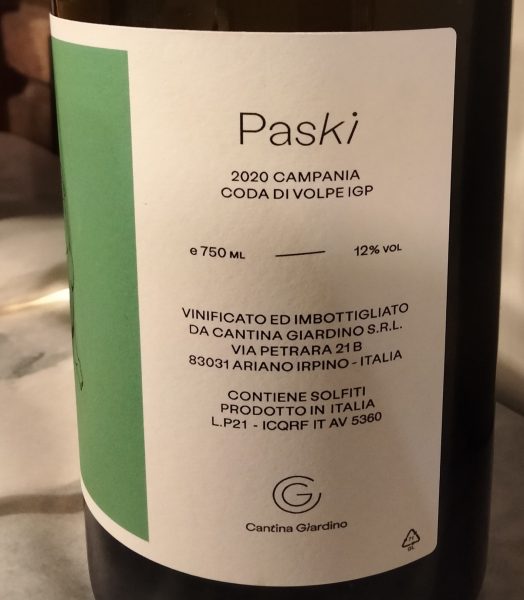 Paski
2020 CAMPANIA
CODA DI VOLPE IGP
e 750 ML 12% VOL
VINIFICATO ED IMBOTTIGLIATO
DA CANTINA GIARDINO S.R.L.
VIA PETRARA 21 B
83031 ARIANO IRPINO - ITALIA
CONTIENE SOLFITI
PRODOTTO IN ITALIA
L.P21 - ICQRF IT AV 5360
CG
Cantina Giardino